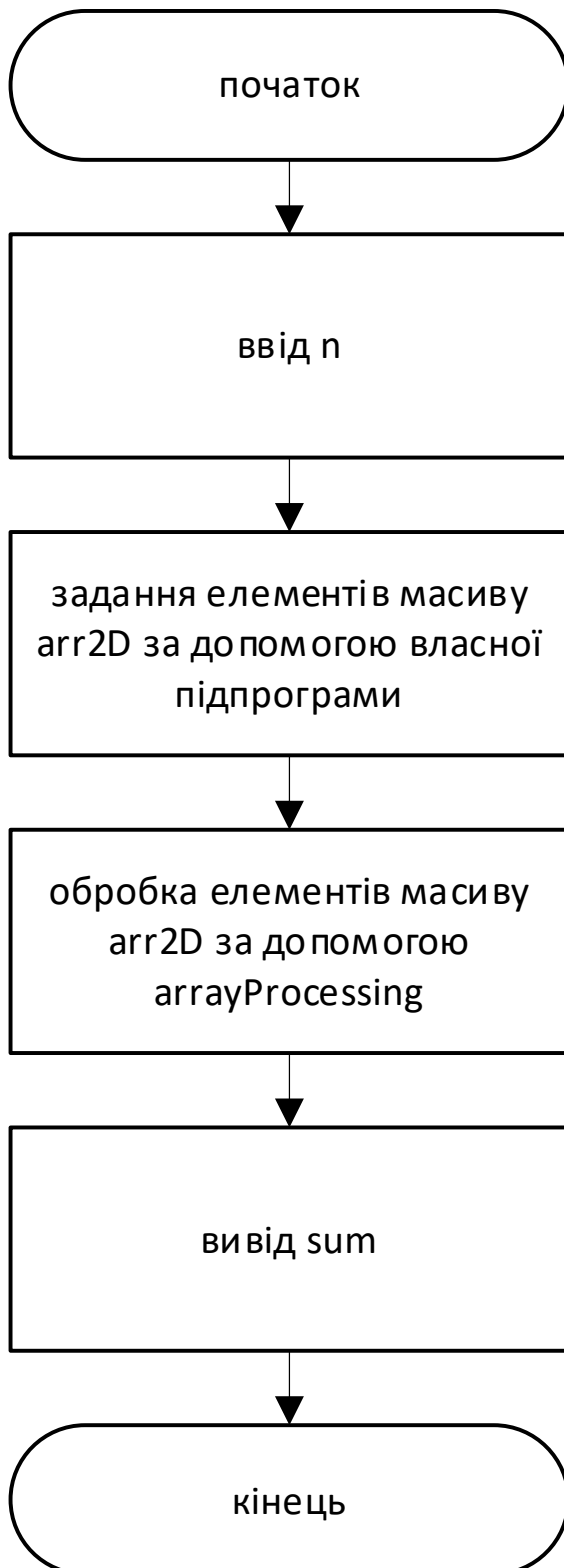 початок
ввід n
задання елементів масиву
arr2D за допомогою власної
підпрограми
обробка елементів масиву
arr2D за допомогою
arrayProcessing
вивід sum
кінець